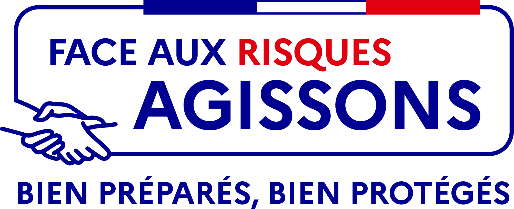 FACE AUX RISQUES
AGISSONS
BIEN PRÉPARÉS, BIEN PROTÉGÉS